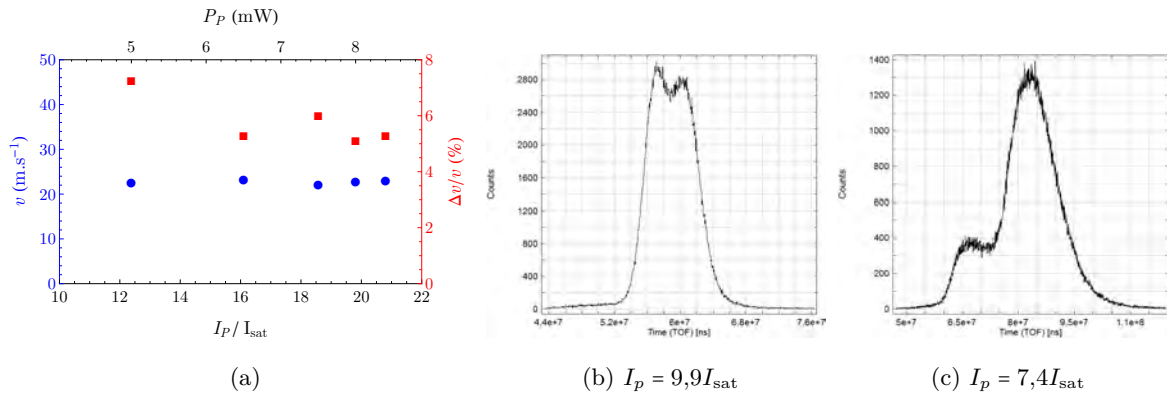 P_P (mW)
5 6 7 8
50
40
30
20
10
0
v (m.s⁻¹)
8
6
4
2
0
Δv/v (%)
10 12 14 16 18 20 22
I_P / I_sat
(a)
2800
2400
2000
1600
1200
800
400
0
Counts
4.4e+7 5.2e+7 6e+7 6.8e+7 7.6e+7
Time (TOF) [ns]
(b) I_p = 9,9I_sat
1400
1200
1000
800
600
400
200
0
Counts
5e+7 6.5e+7 8e+7 9.5e+7 1.1e+8
Time (TOF) [ns]
(c) I_p = 7,4I_sat